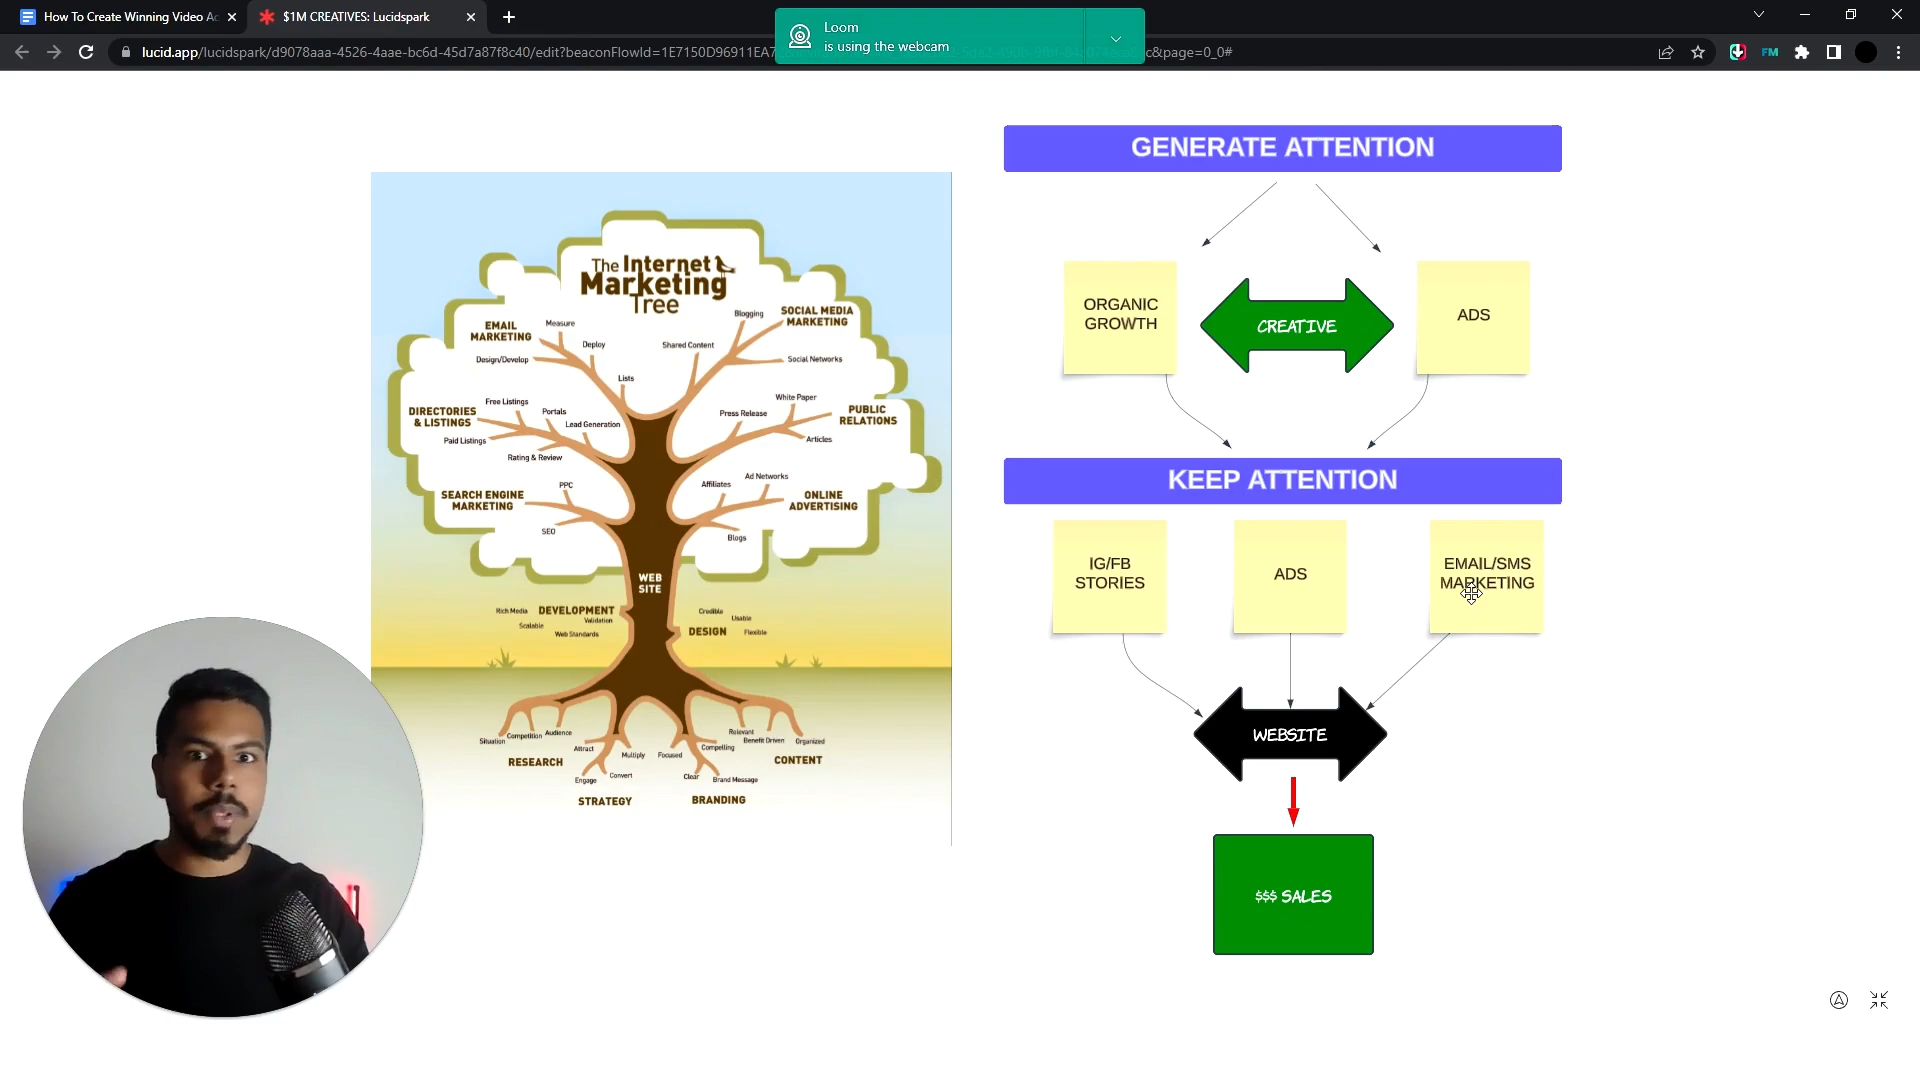 How To Create Winning Video Ac
$1M CREATIVES: Lucidspark
Loom
is using the webcam
lucid.app/lucidspark/d9078aaa-4526-4aae-bc6d-45d7a87f8c40/edit?beaconFlowId=1E7150D96911EA7
c&page=0_0#
FM
GENERATE ATTENTION
ORGANIC
GROWTH
CREATIVE
ADS
KEEP ATTENTION
IG/FB
STORIES
ADS
EMAIL/SMS
MARKETING
WEBSITE
$$$ SALES
The Internet
Marketing
Tree
EMAIL
MARKETING
Measure
Deploy
Design/Develop
Lists
Blogging
SOCIAL MEDIA
MARKETING
Shared Content
Social Networks
DIRECTORIES
& LISTINGS
Free Listings
Portals
Lead Generation
Paid Listings
Rating & Review
White Paper
Press Release
PUBLIC
RELATIONS
Articles
SEARCH ENGINE
MARKETING
PPC
SEO
Affiliates
Ad Networks
ONLINE
ADVERTISING
Blogs
WEB
SITE
Rich Media
DEVELOPMENT
Validation
Scalable
Web Standards
Credible
Usable
DESIGN
Flexible
Situation
Competition
Audience
RESEARCH
Attract
Multiply
Engage
Convert
STRATEGY
Focused
Compelling
Clear
Brand Message
BRANDING
Relevant
Benefit Driven
Organized
CONTENT